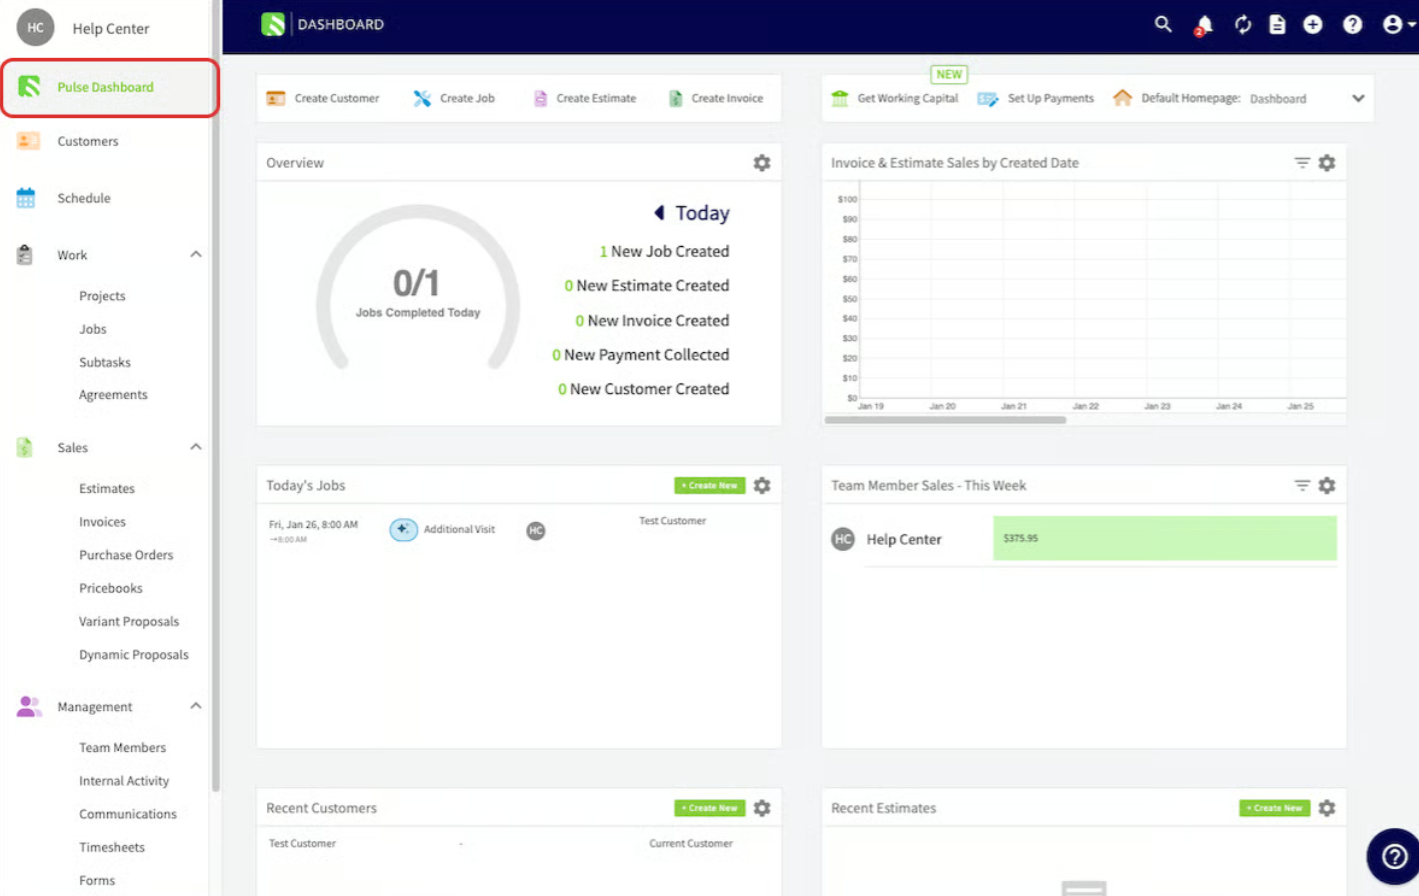 HC
Help Center
Pulse Dashboard
Customers
Schedule
Work
Projects
Jobs
Subtasks
Agreements
Sales
Estimates
Invoices
Purchase Orders
Pricebooks
Variant Proposals
Dynamic Proposals
Management
Team Members
Internal Activity
Communications
Timesheets
Forms
DASHBOARD
2
Create Customer
Create Job
Create Estimate
Create Invoice
NEW
Get Working Capital
Set Up Payments
Default Homepage: Dashboard
Overview
0/1
Jobs Completed Today
Today
1 New Job Created
0 New Estimate Created
0 New Invoice Created
0 New Payment Collected
0 New Customer Created
Invoice & Estimate Sales by Created Date
$100
$90
$80
$70
$60
$50
$40
$30
$20
$10
$0
Jan 19 Jan 20 Jan 21 Jan 22 Jan 23 Jan 24 Jan 25
Today's Jobs
+ Create New
Fri, Jan 26, 8:00 AM
→8:00 AM
Additional Visit
HC
Test Customer
Team Member Sales - This Week
HC
Help Center
$375.95
Recent Customers
+ Create New
Test Customer
-
Current Customer
Recent Estimates
+ Create New